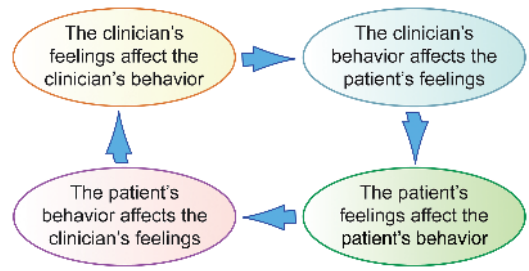 The clinician's
feelings affect the
clinician's behavior
The clinician's
behavior affects the
patient's feelings
The patient's
behavior affects the
clinician's feelings
The patient's
feelings affect the
patient's behavior